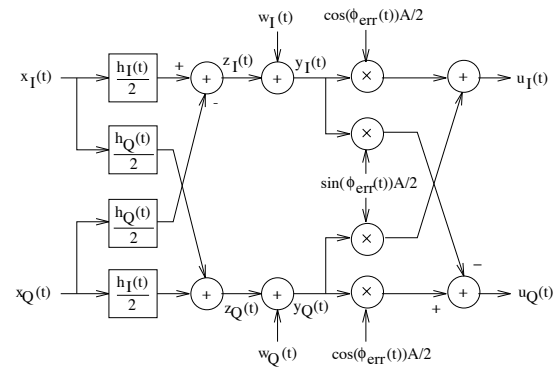 w_I(t)
cos(ϕ_err(t))A/2
x_I(t)
h_I(t)
2
+
+
z_I(t)
+
y_I(t)
×
+
u_I(t)
-
h_Q(t)
2
×
sin(ϕ_err(t))A/2
h_Q(t)
2
×
−
x_Q(t)
h_I(t)
2
+
z_Q(t)
+
y_Q(t)
×
+
+
u_Q(t)
w_Q(t)
cos(ϕ_err(t))A/2